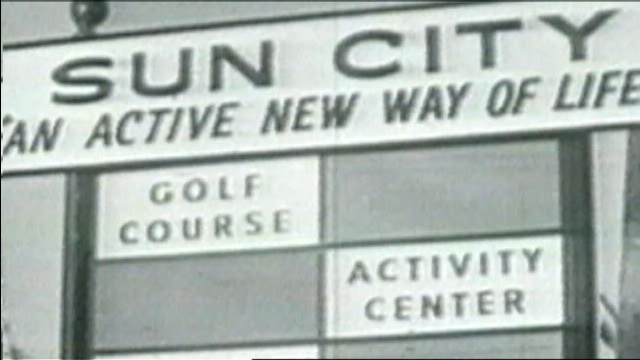 SUN CITY
AN ACTIVE NEW WAY OF LIFE
GOLF
COURSE
ACTIVITY
CENTER